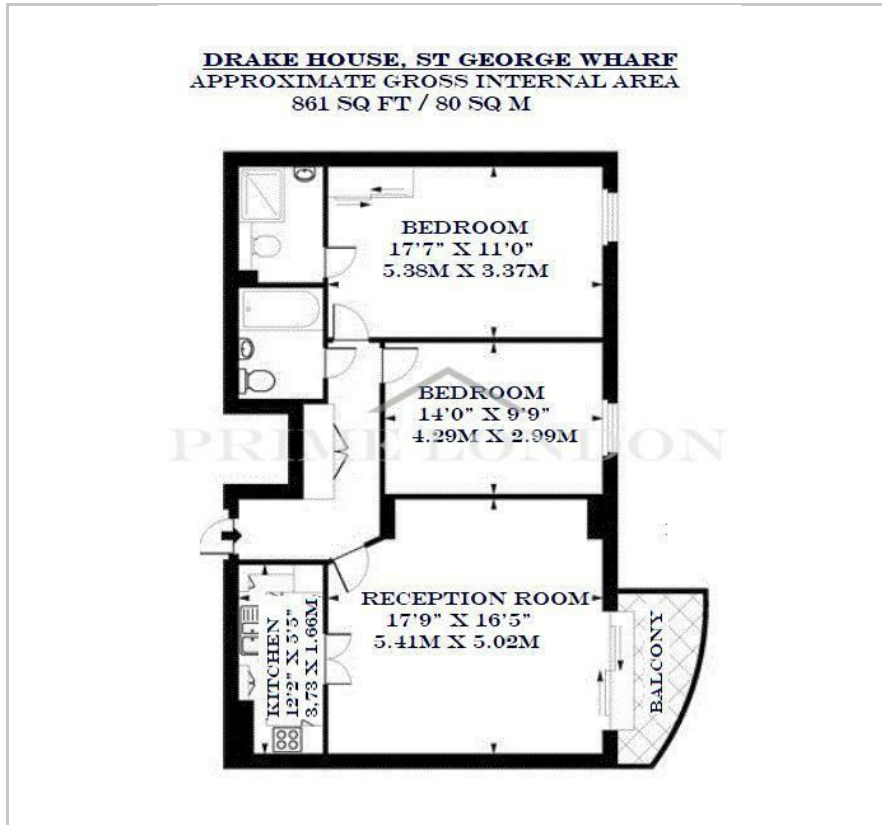 DRAKE HOUSE, ST GEORGE WHARF
APPROXIMATE GROSS INTERNAL AREA
861 SQ FT / 80 SQ M
BEDROOM
17'7" X 11'0"
5.38M X 3.37M
BEDROOM
14'0" X 9'9"
4.29M X 2.99M
PRIME LONDON
RECEPTION ROOM
17'9" X 16'5"
5.41M X 5.02M
KITCHEN
12'2" X 5'5"
3.73 X 1.66M
BALCONY